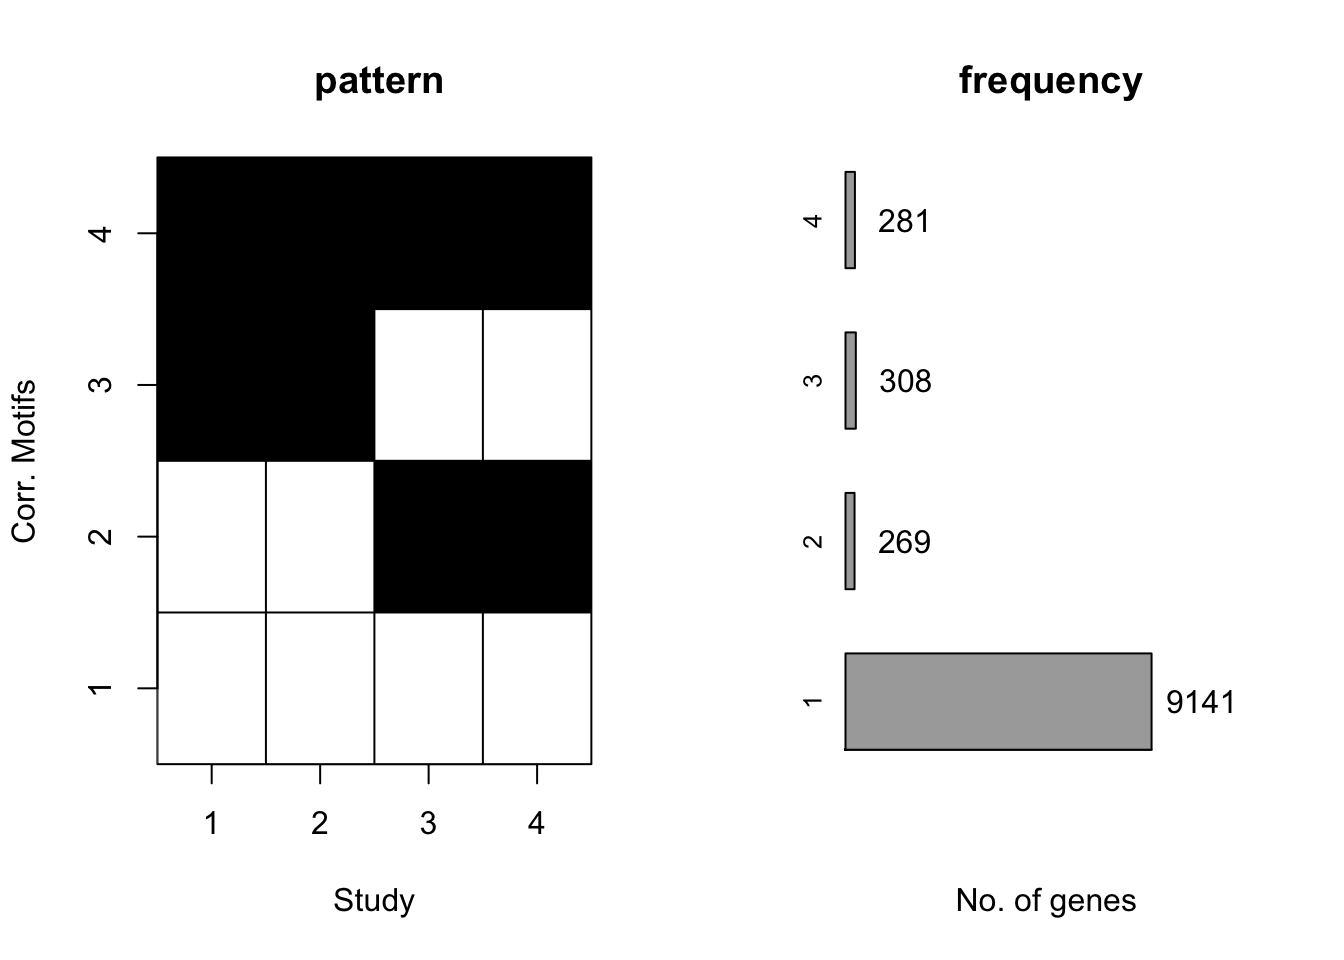 pattern
Corr. Motifs
4
3
2
1
1 2 3 4
Study
frequency
4 281
3 308
2 269
1 9141
No. of genes